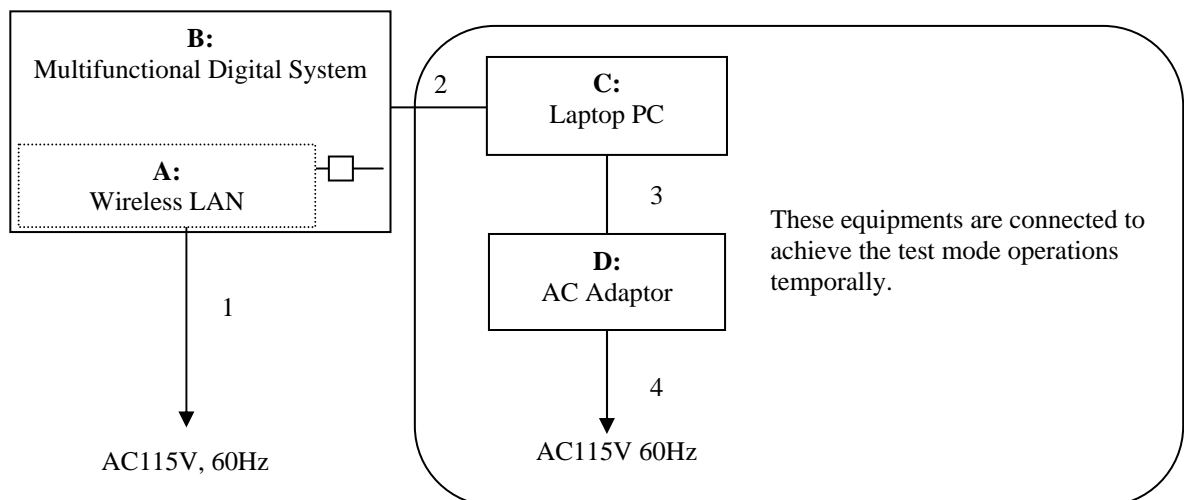 B:
Multifunctional Digital System
A:
Wireless LAN
1
AC115V, 60Hz
2
C:
Laptop PC
3
D:
AC Adaptor
4
AC115V 60Hz
These equipments are connected to
achieve the test mode operations
temporally.